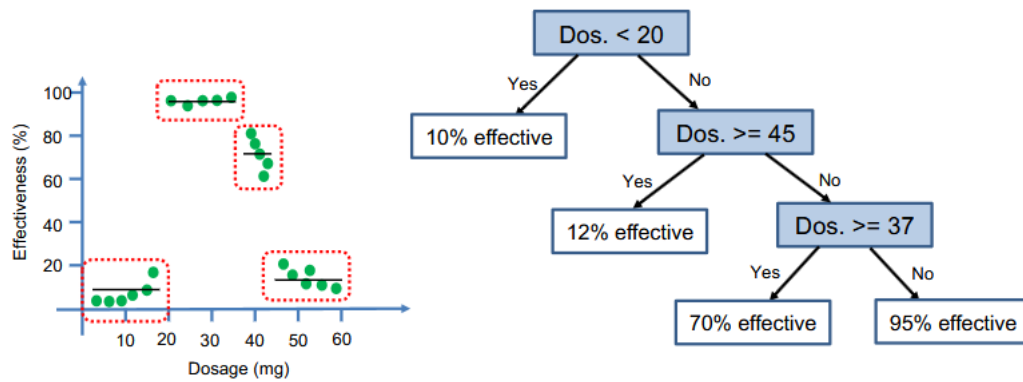 Effectiveness (%)
100
80
60
40
20
10 20 30 40 50 60
Dosage (mg)
Dos. < 20
Yes
No
10% effective
Dos. >= 45
Yes
No
12% effective
Dos. >= 37
Yes
No
70% effective
95% effective